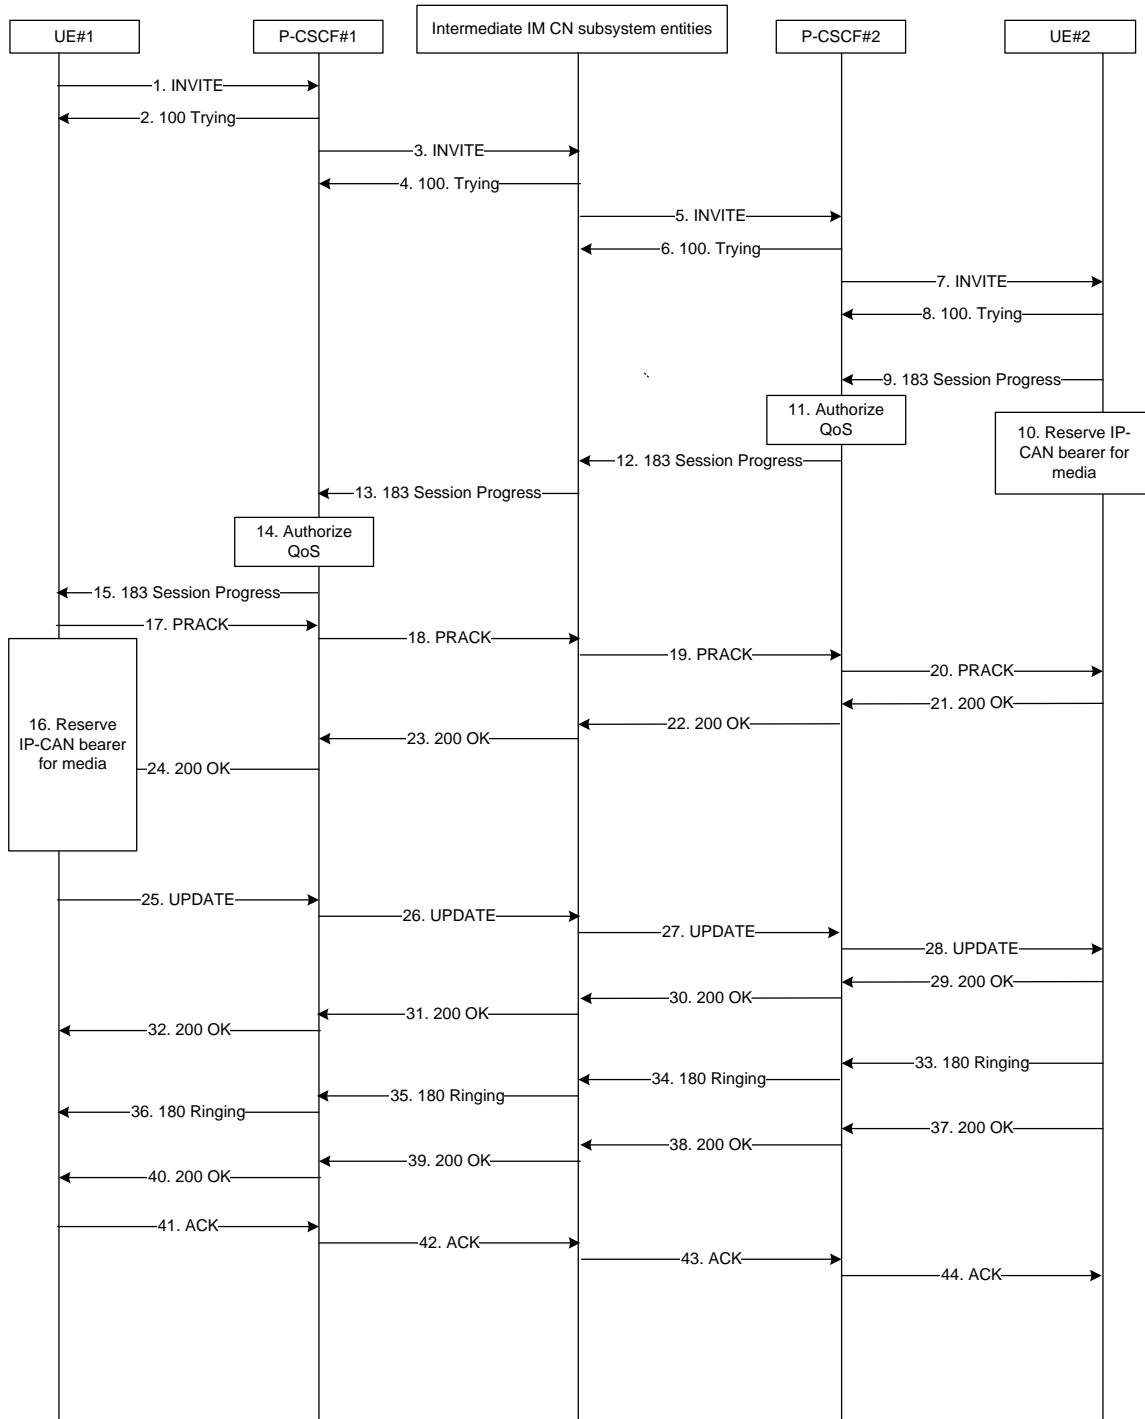 UE#1
P-CSCF#1
Intermediate IM CN subsystem entities
P-CSCF#2
UE#2
1. INVITE
2. 100 Trying
3. INVITE
4. 100. Trying
5. INVITE
6. 100. Trying
7. INVITE
8. 100. Trying
9. 183 Session Progress
11. Authorize
QoS
10. Reserve IP-
CAN bearer for
media
12. 183 Session Progress
13. 183 Session Progress
14. Authorize
QoS
15. 183 Session Progress
17. PRACK
18. PRACK
19. PRACK
20. PRACK
21. 200 OK
22. 200 OK
23. 200 OK
16. Reserve
IP-CAN bearer
for media
24. 200 OK
25. UPDATE
26. UPDATE
27. UPDATE
28. UPDATE
29. 200 OK
30. 200 OK
31. 200 OK
32. 200 OK
33. 180 Ringing
34. 180 Ringing
35. 180 Ringing
36. 180 Ringing
37. 200 OK
38. 200 OK
39. 200 OK
40. 200 OK
41. ACK
42. ACK
43. ACK
44. ACK